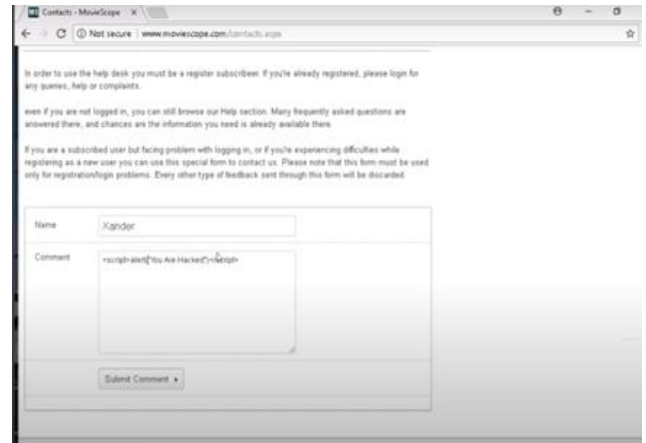 Contacts - MovieScope
Not secure | www.moviescope.com/contacts.aspx
In order to use the help desk you must be a register subscribeer. If you're already registered, please login for
any queries, help or complaints.
even if you are not logged in, you can still browse our Help section. Many frequently asked questions are
answered there, and chances are the information you need is already available there.
If you are a subscribed user but facing problem with logging in, or if you're experiencing difficulties while
registering as a new user you can use this special form to contact us. Please note that this form must be used
only for registration/login problems. Every other type of feedback sent through this form will be discarded.
Name
Xander
Comment
<script>alert("You Are Hacked")</script>
Submit Comment